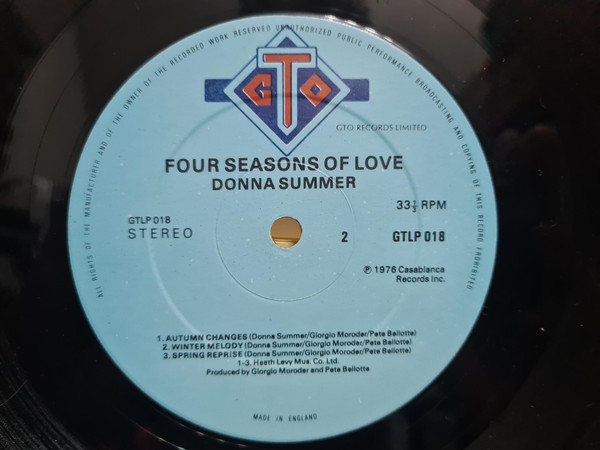 ALL RIGHTS OF THE MANUFACTURER AND OF THE OWNER OF THE RECORDED WORK RESERVED UNAUTHORIZED PUBLIC PERFORMANCE BROADCASTING AND COPYING OF THIS RECORD PROHIBITED
GTO
GTO RECORDS LIMITED
FOUR SEASONS OF LOVE
DONNA SUMMER
33⅓ RPM
GTLP 018
STEREO
2
GTLP 018
℗ 1976 Casablanca
Records Inc.
1. AUTUMN CHANGES (Donna Summer/Giorgio Moroder/Pete Bellotte)
2. WINTER MELODY (Donna Summer/Giorgio Moroder/Pete Bellotte)
3. SPRING REPRISE (Donna Summer/Giorgio Moroder/Pete Bellotte)
1-3. Heath Levy Mus. Co. Ltd.
Produced by Giorgio Moroder and Pete Bellotte
MADE IN ENGLAND